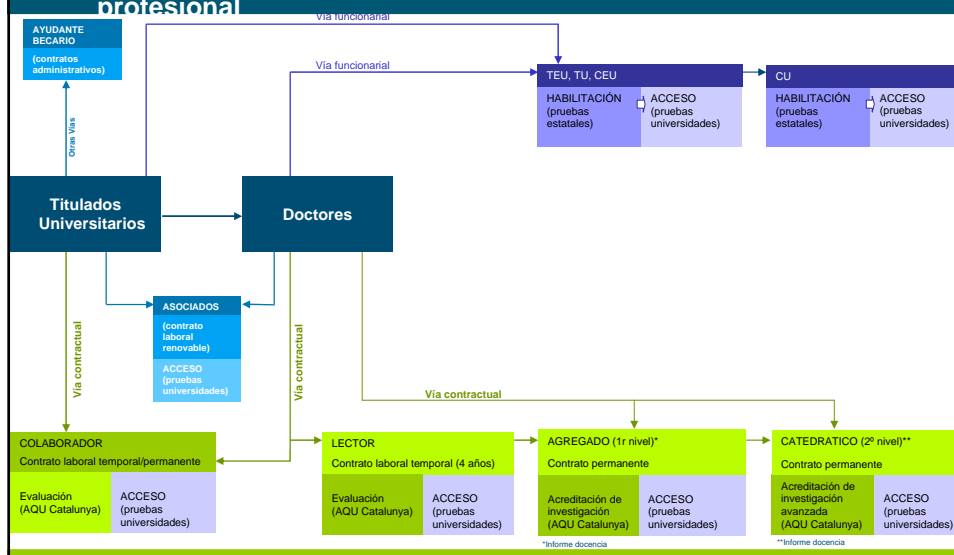 profesional
Vía funcionarial
AYUDANTE
BECARIO
(contratos
administrativos)
Otras Vías
Vía funcionarial
TEU, TU, CEU
HABILITACIÓN
(pruebas
estatales)
ACCESO
(pruebas
universidades)
CU
HABILITACIÓN
(pruebas
estatales)
ACCESO
(pruebas
universidades)
Titulados
Universitarios
Doctores
ASOCIADOS
(contrato
laboral
renovable)
ACCESO
(pruebas
universidades)
Vía contractual
Vía contractual
Vía contractual
COLABORADOR
Contrato laboral temporal/permanente
Evaluación
(AQU Catalunya)
ACCESO
(pruebas
universidades)
LECTOR
Contrato laboral temporal (4 años)
Evaluación
(AQU Catalunya)
ACCESO
(pruebas
universidades)
AGREGADO (1r nivel)*
Contrato permanente
Acreditación de
investigación
(AQU Catalunya)
ACCESO
(pruebas
universidades)
*Informe docencia
CATEDRATICO (2º nivel)**
Contrato permanente
Acreditación de
investigación
avanzada
(AQU Catalunya)
ACCESO
(pruebas
universidades)
**Informe docencia